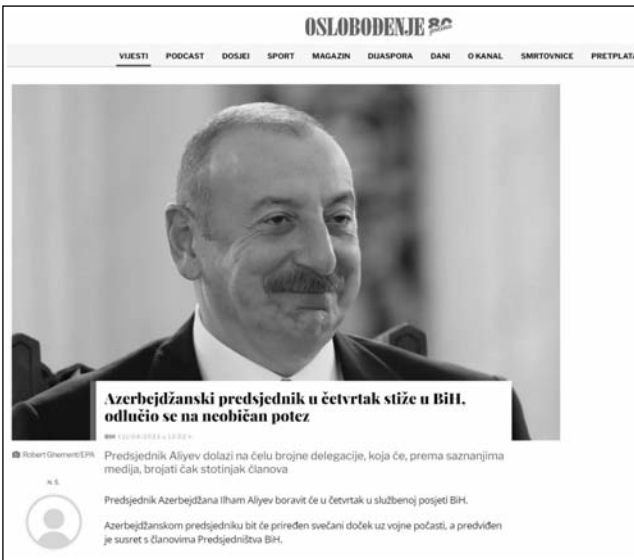 OSLOBOĐENJE 80
VIJESTI PODCAST DOSJEI SPORT MAGAZIN DIJASPORA DANI O KANAL SMRTOVNICE PRETPLATA
Azerbejdžanski predsjednik u četvrtak stiže u BiH,
odlučio se na neobičan potez
BIH
Robert Ghement/EPA
Predsjednik Aliyev dolazi na čelu brojne delegacije, koja će, prema saznanjima
medija, brojati čak stotinjak članova
N. Š.
Predsjednik Azerbejdžana Ilham Aliyev boravit će u četvrtak u službenoj posjeti BiH.
Azerbejdžanskom predsjedniku bit će priređen svečani doček uz vojne počasti, a predviđen
je susret s članovima Predsjedništva BiH.